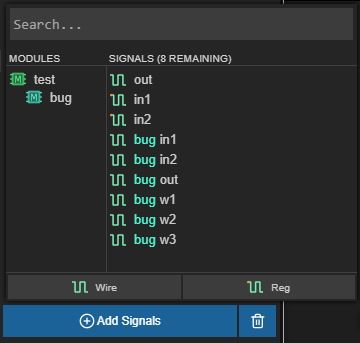 Search...
MODULES
SIGNALS (8 REMAINING)
test
bug
out
in1
in2
bug in1
bug in2
bug out
bug w1
bug w2
bug w3
Wire
Reg
Add Signals